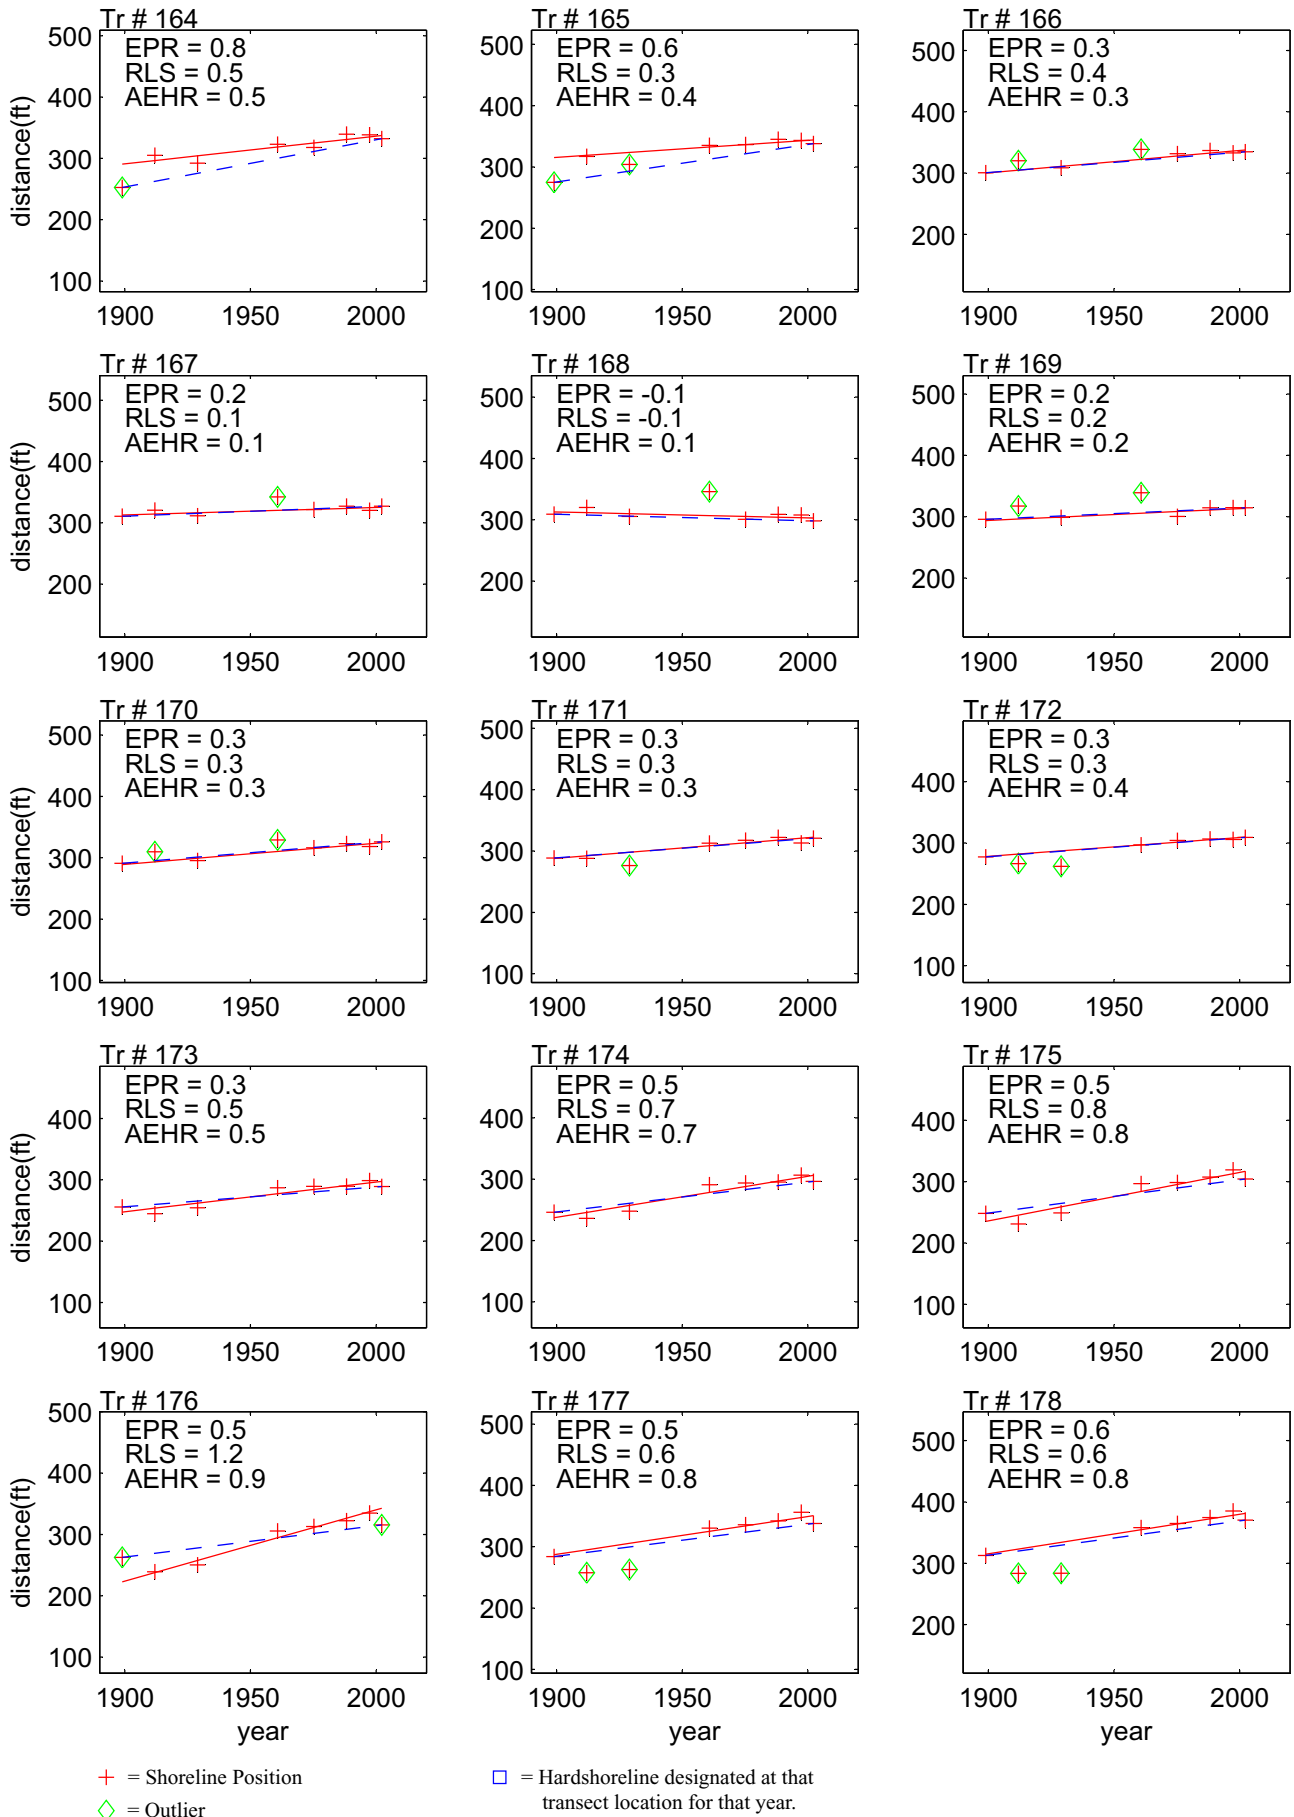 Tr # 164
EPR = 0.8
RLS = 0.5
AEHR = 0.5
500
400
300
200
100
distance(ft)
1900 1950 2000
Tr # 165
EPR = 0.6
RLS = 0.3
AEHR = 0.4
500
400
300
200
100
1900 1950 2000
Tr # 166
EPR = 0.3
RLS = 0.4
AEHR = 0.3
500
400
300
200
1900 1950 2000
Tr # 167
EPR = 0.2
RLS = 0.1
AEHR = 0.1
500
400
300
200
distance(ft)
1900 1950 2000
Tr # 168
EPR = -0.1
RLS = -0.1
AEHR = 0.1
500
400
300
200
1900 1950 2000
Tr # 169
EPR = 0.2
RLS = 0.2
AEHR = 0.2
500
400
300
200
1900 1950 2000
Tr # 170
EPR = 0.3
RLS = 0.3
AEHR = 0.3
500
400
300
200
100
distance(ft)
1900 1950 2000
Tr # 171
EPR = 0.3
RLS = 0.3
AEHR = 0.3
500
400
300
200
100
1900 1950 2000
Tr # 172
EPR = 0.3
RLS = 0.3
AEHR = 0.4
400
300
200
100
1900 1950 2000
Tr # 173
EPR = 0.3
RLS = 0.5
AEHR = 0.5
400
300
200
100
distance(ft)
1900 1950 2000
Tr # 174
EPR = 0.5
RLS = 0.7
AEHR = 0.7
400
300
200
100
1900 1950 2000
Tr # 175
EPR = 0.5
RLS = 0.8
AEHR = 0.8
400
300
200
100
1900 1950 2000
Tr # 176
EPR = 0.5
RLS = 1.2
AEHR = 0.9
500
400
300
200
100
distance(ft)
1900 1950 2000
year
Tr # 177
EPR = 0.5
RLS = 0.6
AEHR = 0.8
500
400
300
200
100
1900 1950 2000
year
Tr # 178
EPR = 0.6
RLS = 0.6
AEHR = 0.8
500
400
300
200
1900 1950 2000
year
= Shoreline Position
= Outlier
= Hardshoreline designated at that
transect location for that year.